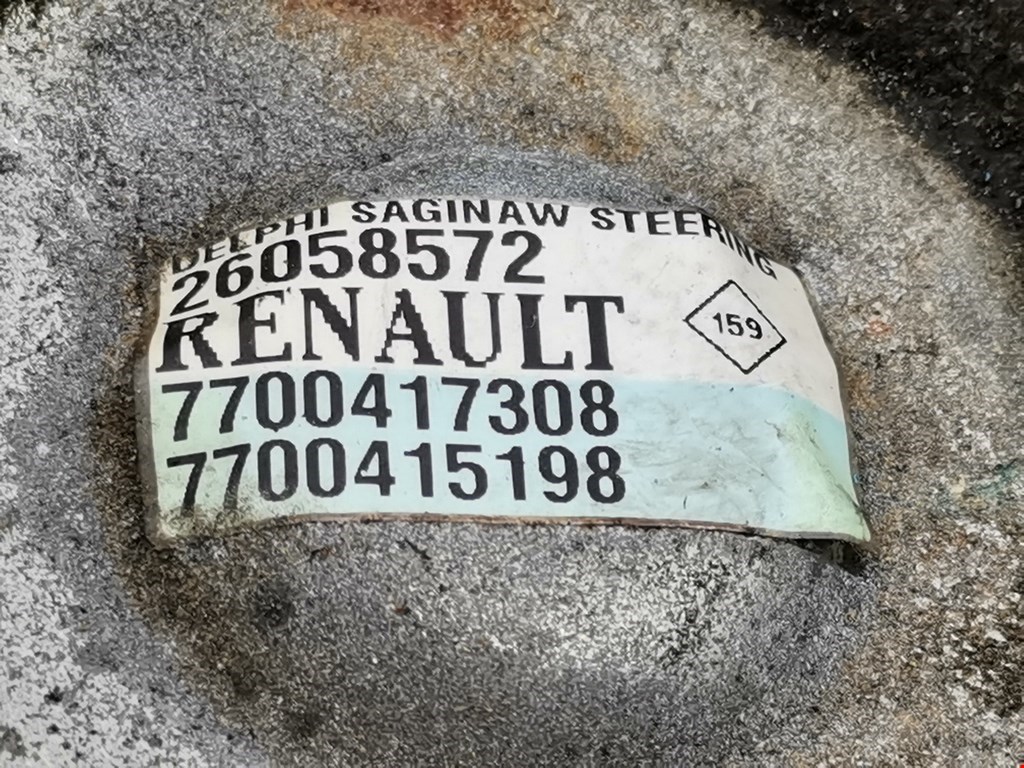 DELPHI SAGINAW STEERING
26058572
RENAULT
159
7700417308
7700415198